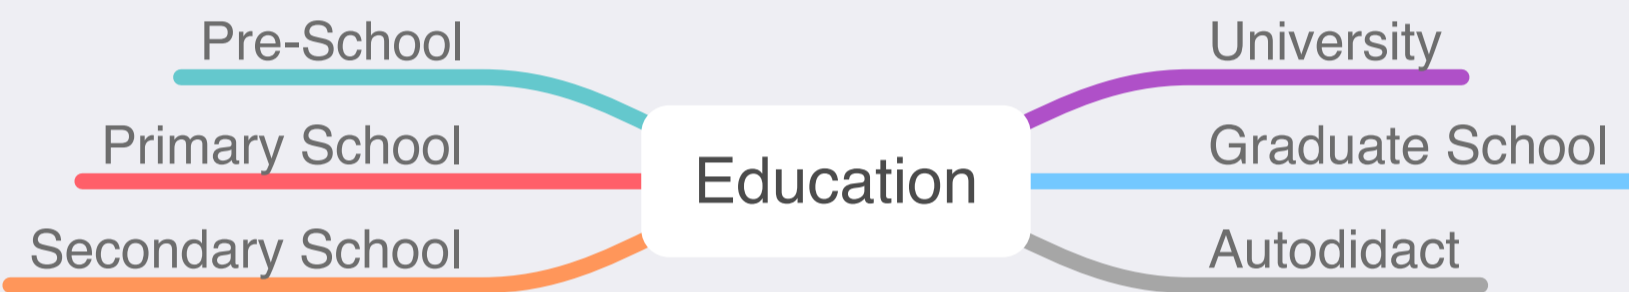 Pre-School
Primary School
Secondary School
Education
University
Graduate School
Autodidact